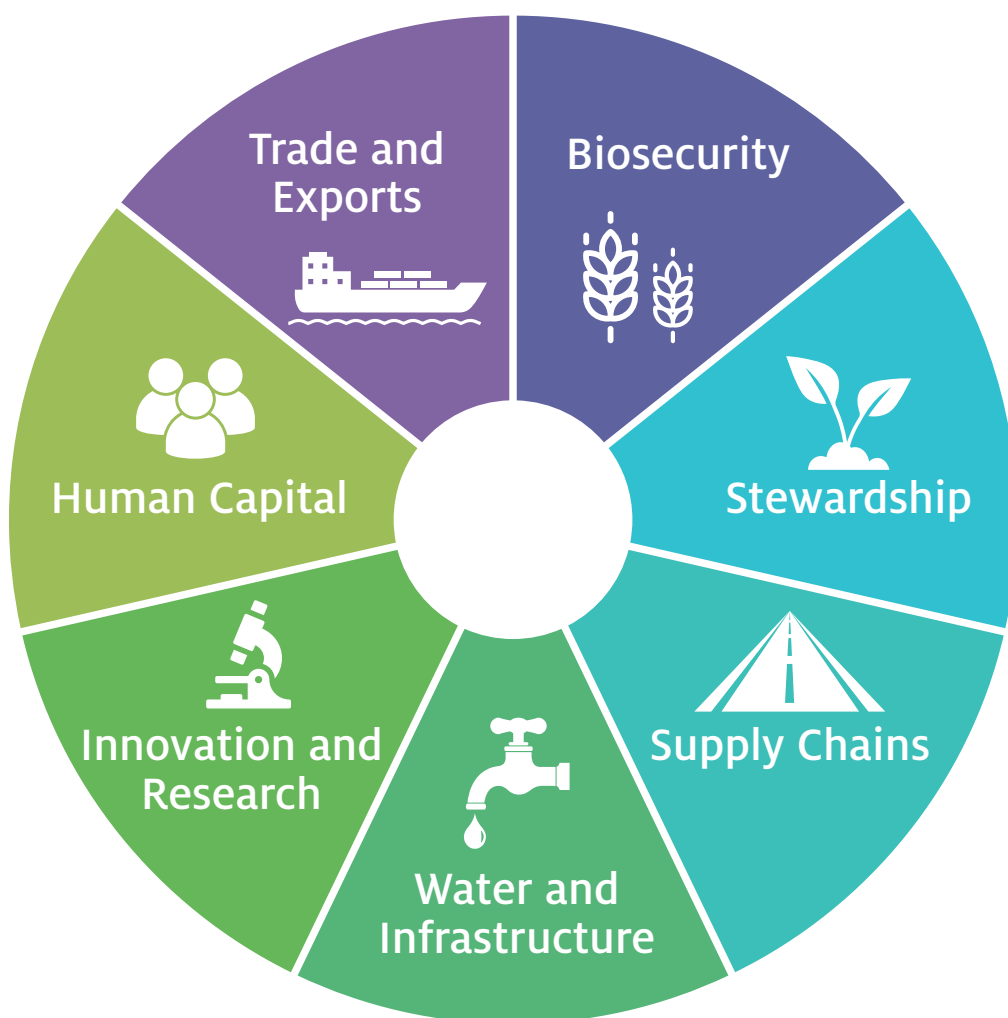 Trade and
Exports
Biosecurity
Human Capital
Stewardship
Innovation and
Research
Supply Chains
Water and
Infrastructure